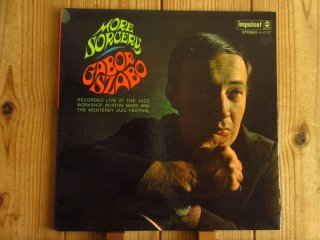 MORE
SORCERY
GABOR
SZABO
RECORDED LIVE AT THE JAZZ
WORKSHOP, BOSTON, MASS AND
THE MONTEREY JAZZ FESTIVAL
impulse!
STEREO